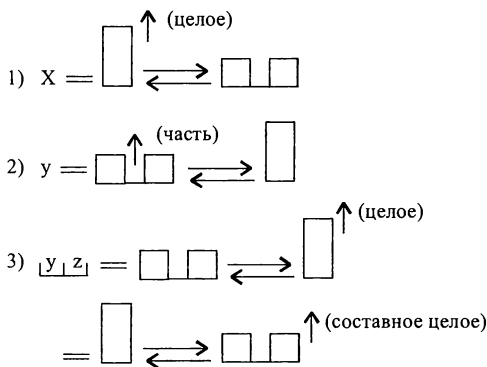 (целое)
1) X =
(часть)
2) y =
(целое)
3) y z =
= (составное целое)